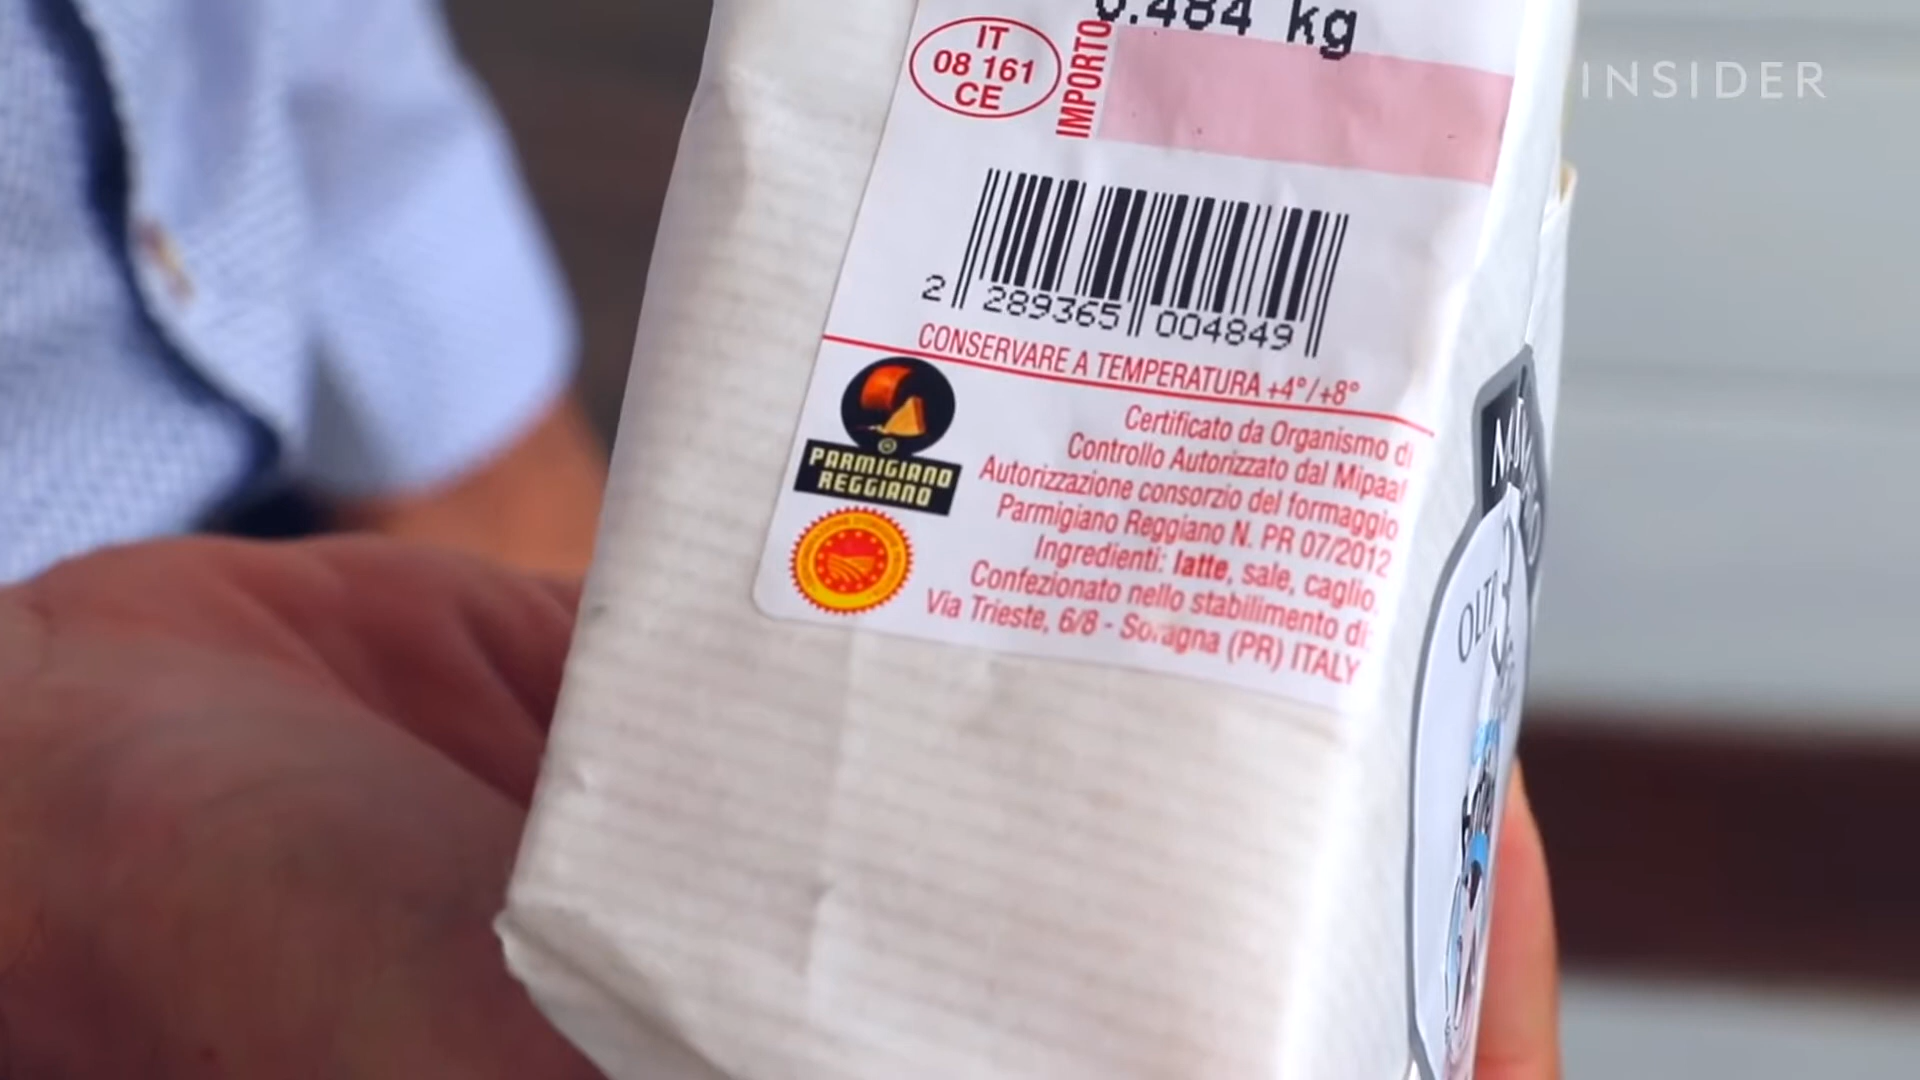 0.484 kg
INSIDER
IT
08 161
CE
IMPORTO
2 289365 004849
CONSERVARE A TEMPERATURA +4°/+8°
PARMIGIANO
REGGIANO
Certificato da Organismo di
Controllo Autorizzato dal Mipaaf
Autorizzazione consorzio del formaggio
Parmigiano Reggiano N. PR 07/2012
Ingredienti: latte, sale, caglio.
Confezionato nello stabilimento di:
Via Trieste, 6/8 - Soragna (PR) ITALY